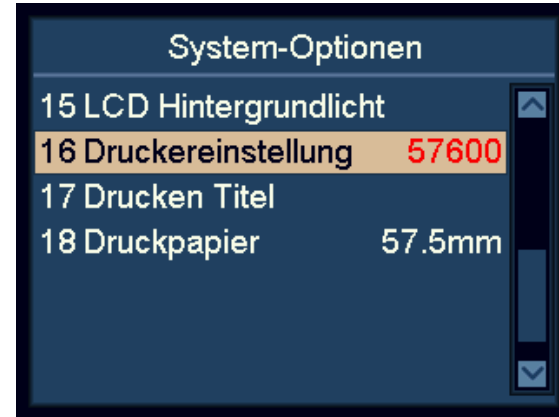 System-Optionen
15 LCD Hintergrundlicht
16 Druckereinstellung 57600
17 Drucken Titel
18 Druckpapier 57.5mm